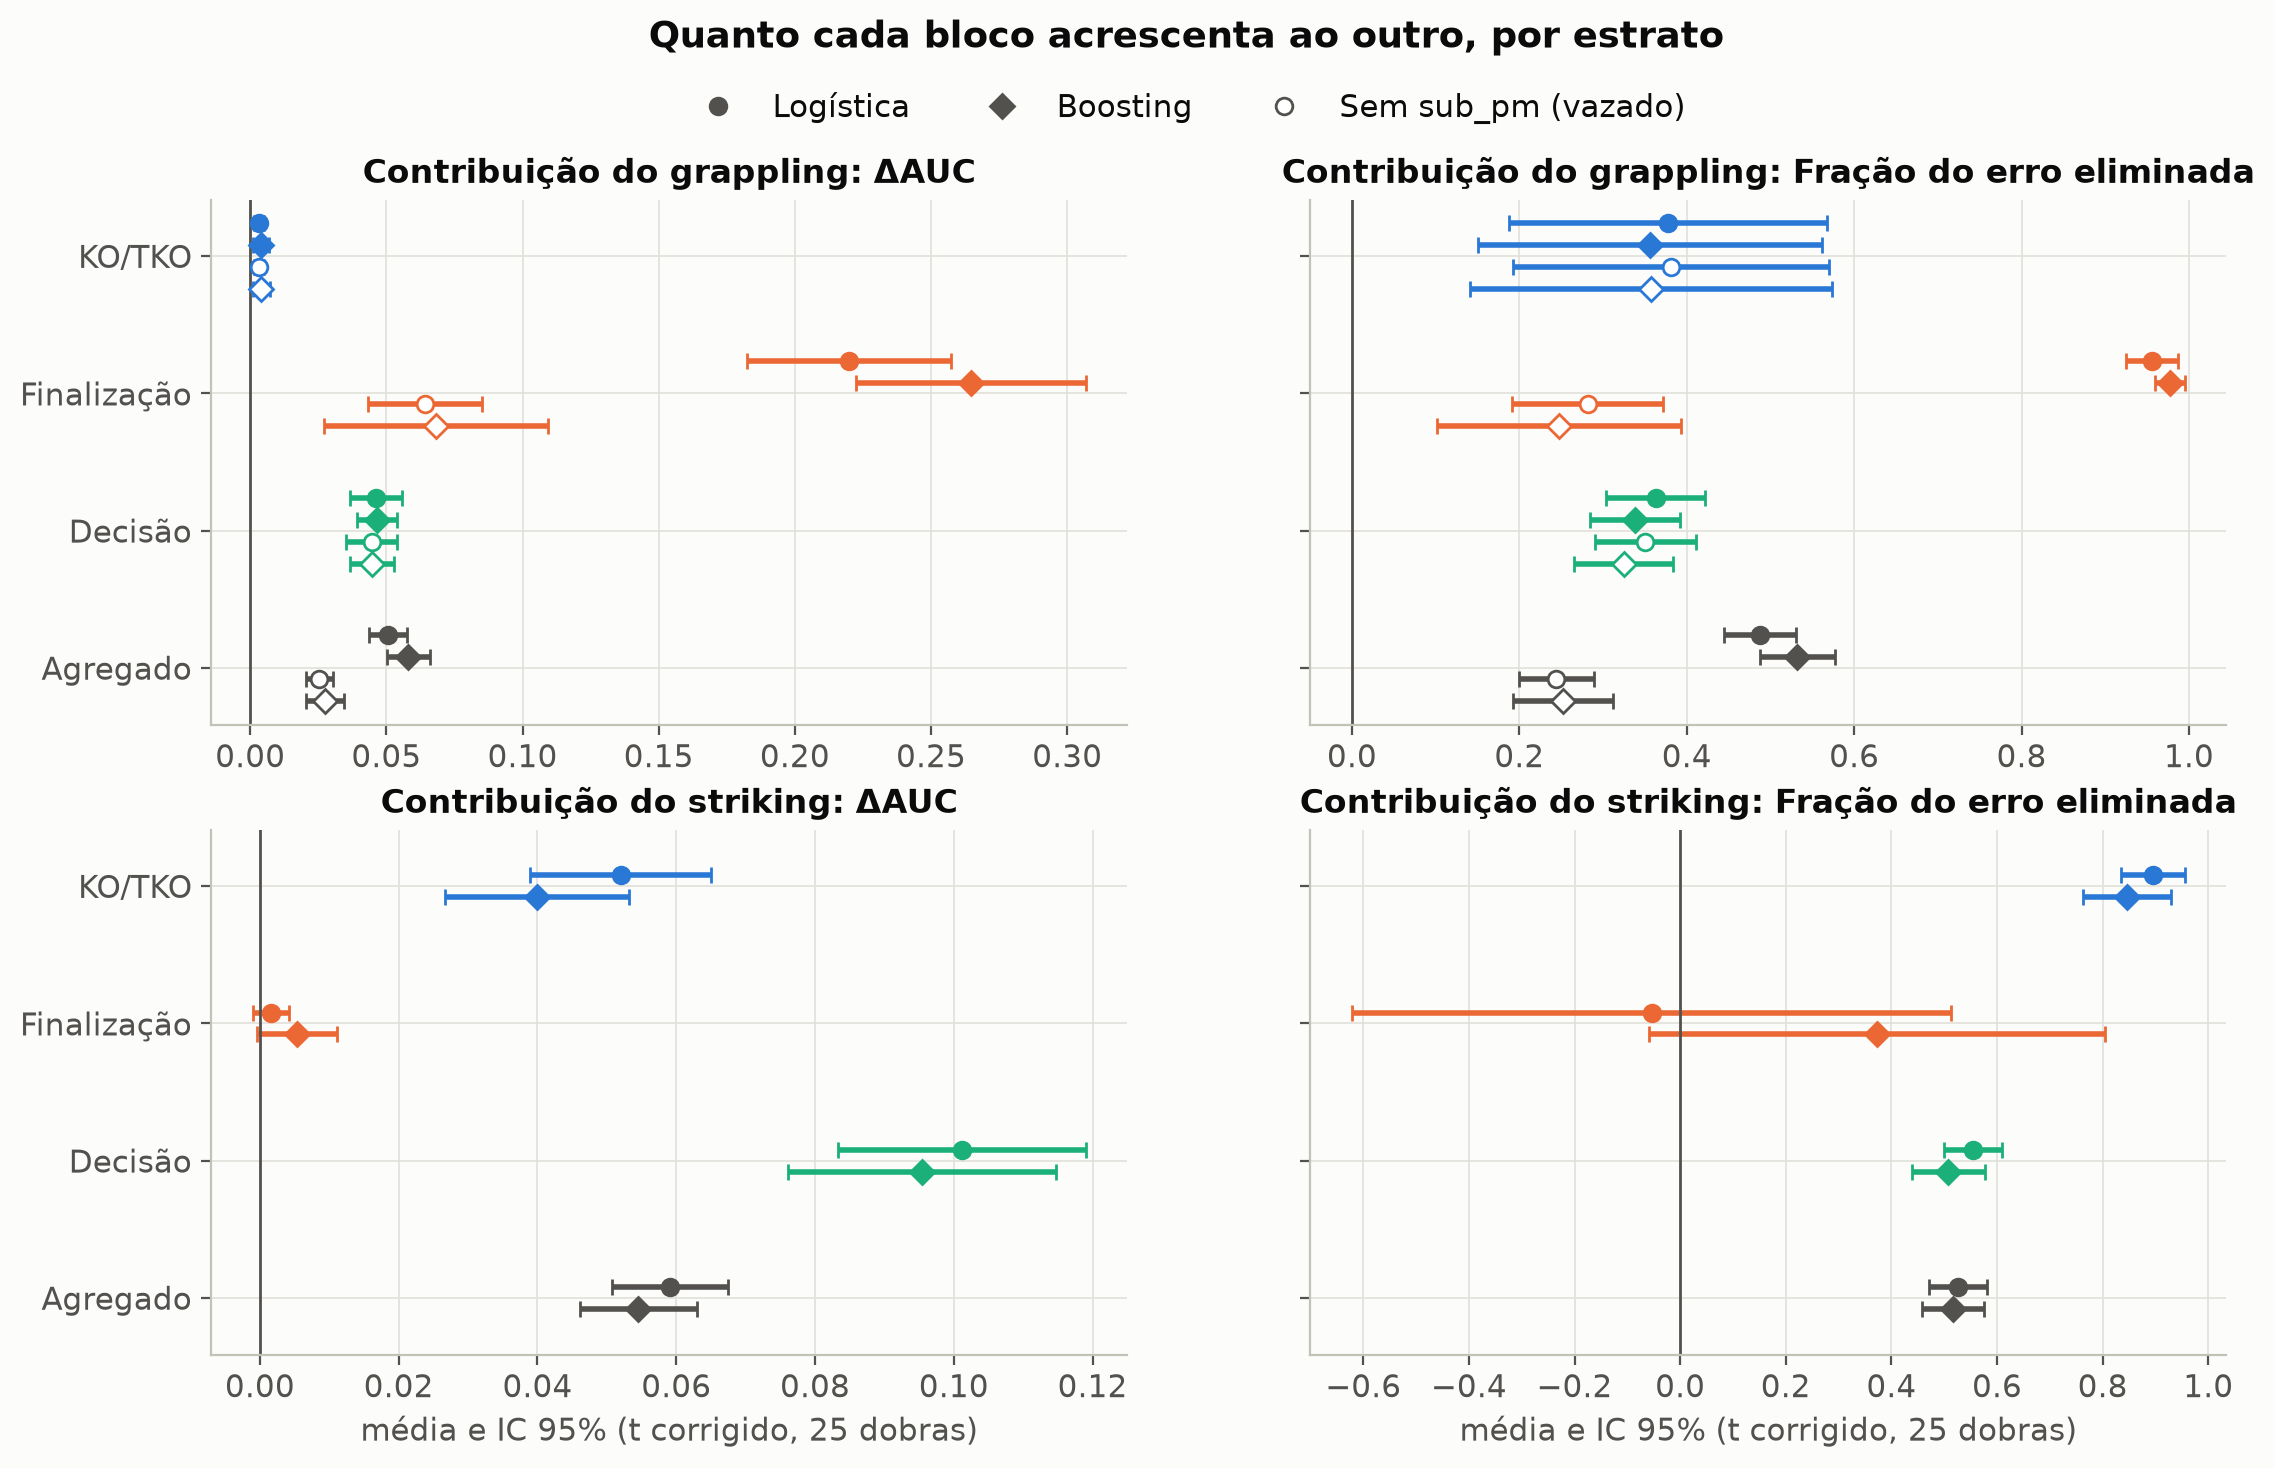 Quanto cada bloco acrescenta ao outro, por estrato
Logística Boosting Sem sub_pm (vazado)
Contribuição do grappling: ΔAUC
KO/TKO
Finalização
Decisão
Agregado
0.00 0.05 0.10 0.15 0.20 0.25 0.30
Contribuição do grappling: Fração do erro eliminada
0.0 0.2 0.4 0.6 0.8 1.0
Contribuição do striking: ΔAUC
KO/TKO
Finalização
Decisão
Agregado
0.00 0.02 0.04 0.06 0.08 0.10 0.12
média e IC 95% (t corrigido, 25 dobras)
Contribuição do striking: Fração do erro eliminada
−0.6 −0.4 −0.2 0.0 0.2 0.4 0.6 0.8 1.0
média e IC 95% (t corrigido, 25 dobras)